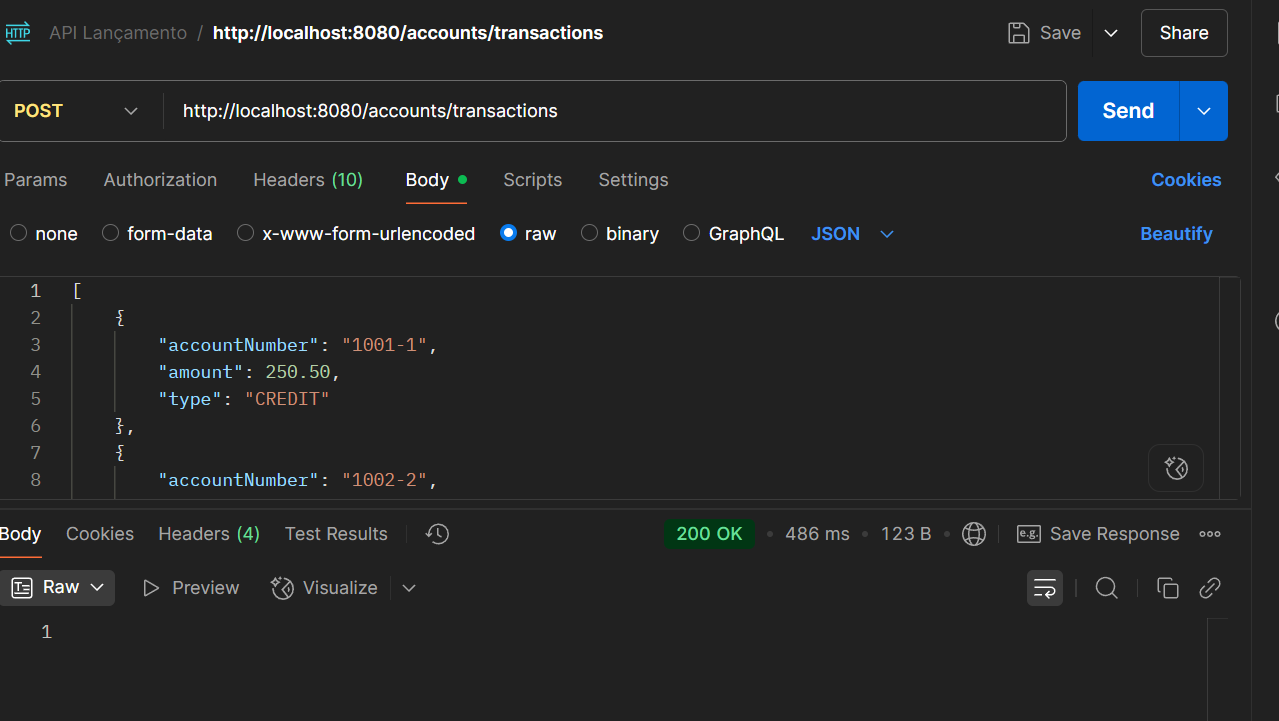 HTTP API Lançamento / http://localhost:8080/accounts/transactions Save Share
POST http://localhost:8080/accounts/transactions Send
Params Authorization Headers (10) Body Scripts Settings Cookies
none form-data x-www-form-urlencoded raw binary GraphQL JSON Beautify
1 [
2 {
3 "accountNumber": "1001-1",
4 "amount": 250.50,
5 "type": "CREDIT"
6 },
7 {
8 "accountNumber": "1002-2",
Body Cookies Headers (4) Test Results 200 OK • 486 ms • 123 B • e.g. Save Response
Raw Preview Visualize
1